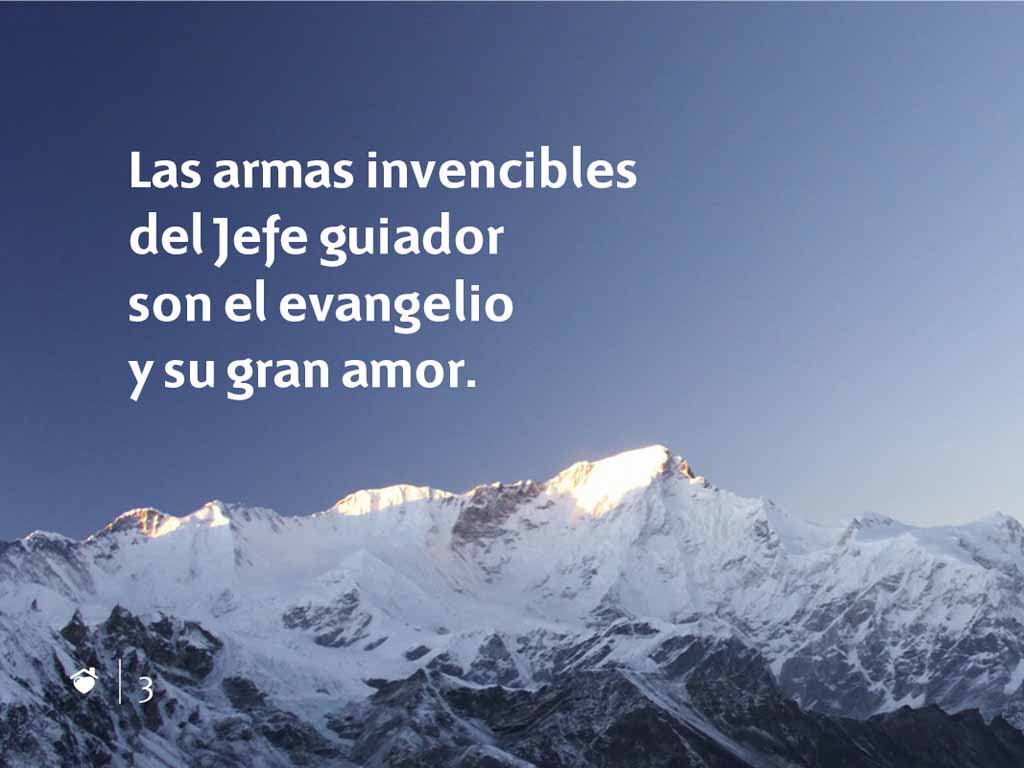 Las armas invencibles
del Jefe guiador
son el evangelio
y su gran amor.
3